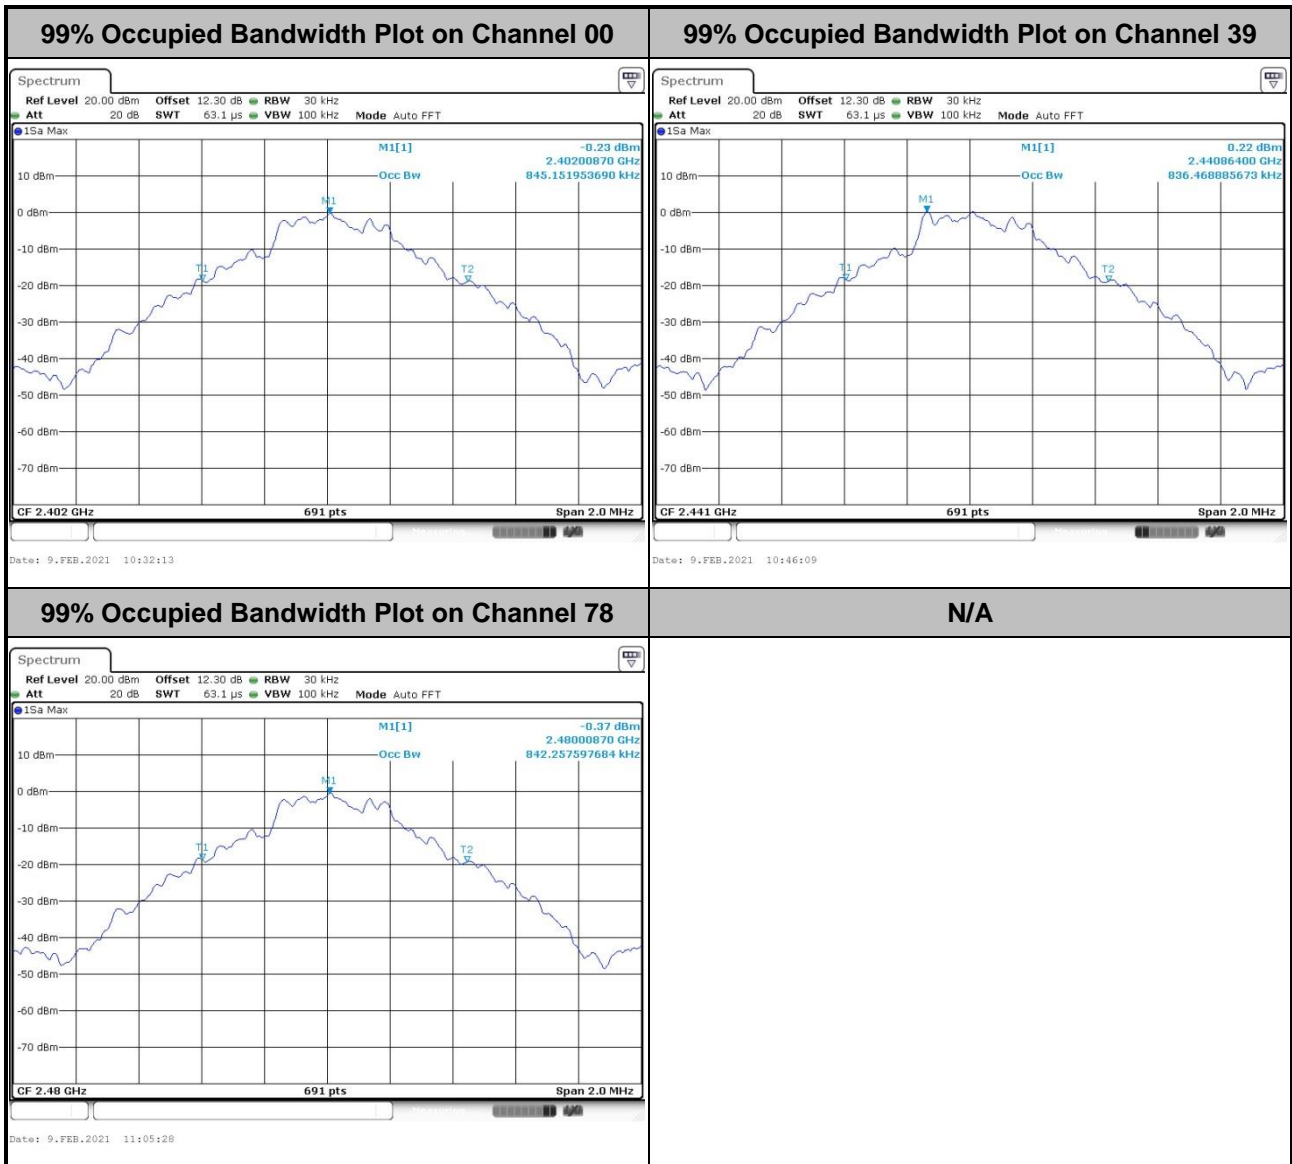 99% Occupied Bandwidth Plot on Channel 00
99% Occupied Bandwidth Plot on Channel 39
Spectrum
Ref Level 20.00 dBm Offset 12.30 dB RBW 30 kHz
Att 20 dB SWT 63.1 µs VBW 100 kHz Mode Auto FFT
1Sa Max
M1[1] -0.23 dBm
2.40200870 GHz
Occ Bw 845.151953690 kHz
10 dBm
M1
0 dBm
-10 dBm
T1
T2
-20 dBm
-30 dBm
-40 dBm
-50 dBm
-60 dBm
-70 dBm
CF 2.402 GHz 691 pts Span 2.0 MHz
Date: 9.FEB.2021 10:32:13
Spectrum
Ref Level 20.00 dBm Offset 12.30 dB RBW 30 kHz
Att 20 dB SWT 63.1 µs VBW 100 kHz Mode Auto FFT
1Sa Max
M1[1] 0.22 dBm
2.44086400 GHz
Occ Bw 836.468885673 kHz
10 dBm
M1
0 dBm
-10 dBm
T1
T2
-20 dBm
-30 dBm
-40 dBm
-50 dBm
-60 dBm
-70 dBm
CF 2.441 GHz 691 pts Span 2.0 MHz
Date: 9.FEB.2021 10:46:09
99% Occupied Bandwidth Plot on Channel 78
N/A
Spectrum
Ref Level 20.00 dBm Offset 12.30 dB RBW 30 kHz
Att 20 dB SWT 63.1 µs VBW 100 kHz Mode Auto FFT
1Sa Max
M1[1] -0.37 dBm
2.48000870 GHz
Occ Bw 842.257597684 kHz
10 dBm
M1
0 dBm
-10 dBm
T1
T2
-20 dBm
-30 dBm
-40 dBm
-50 dBm
-60 dBm
-70 dBm
CF 2.48 GHz 691 pts Span 2.0 MHz
Date: 9.FEB.2021 11:05:28